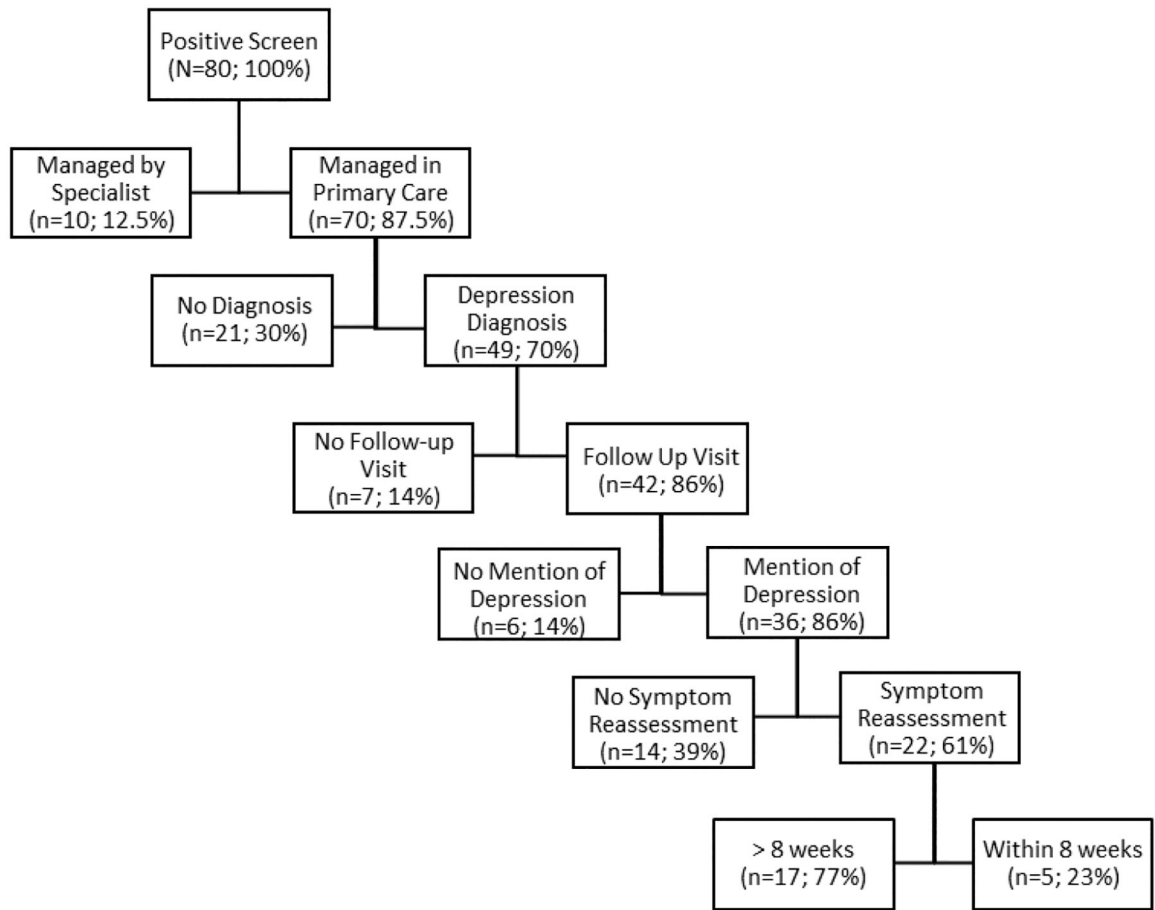 Positive Screen
(N=80; 100%)
Managed by
Specialist
(n=10; 12.5%)
Managed in
Primary Care
(n=70; 87.5%)
No Diagnosis
(n=21; 30%)
Depression
Diagnosis
(n=49; 70%)
No Follow-up
Visit
(n=7; 14%)
Follow Up Visit
(n=42; 86%)
No Mention of
Depression
(n=6; 14%)
Mention of
Depression
(n=36; 86%)
No Symptom
Reassessment
(n=14; 39%)
Symptom
Reassessment
(n=22; 61%)
> 8 weeks
(n=17; 77%)
Within 8 weeks
(n=5; 23%)